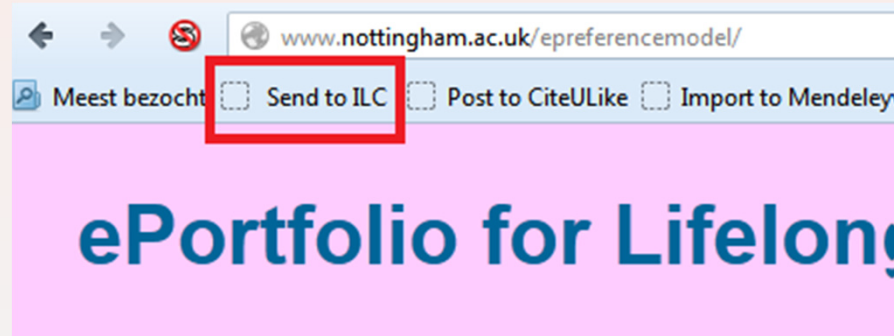 www.nottingham.ac.uk/epreferencemodel/
Meest bezocht Send to ILC Post to CiteULike Import to Mendeley
ePortfolio for Lifelong